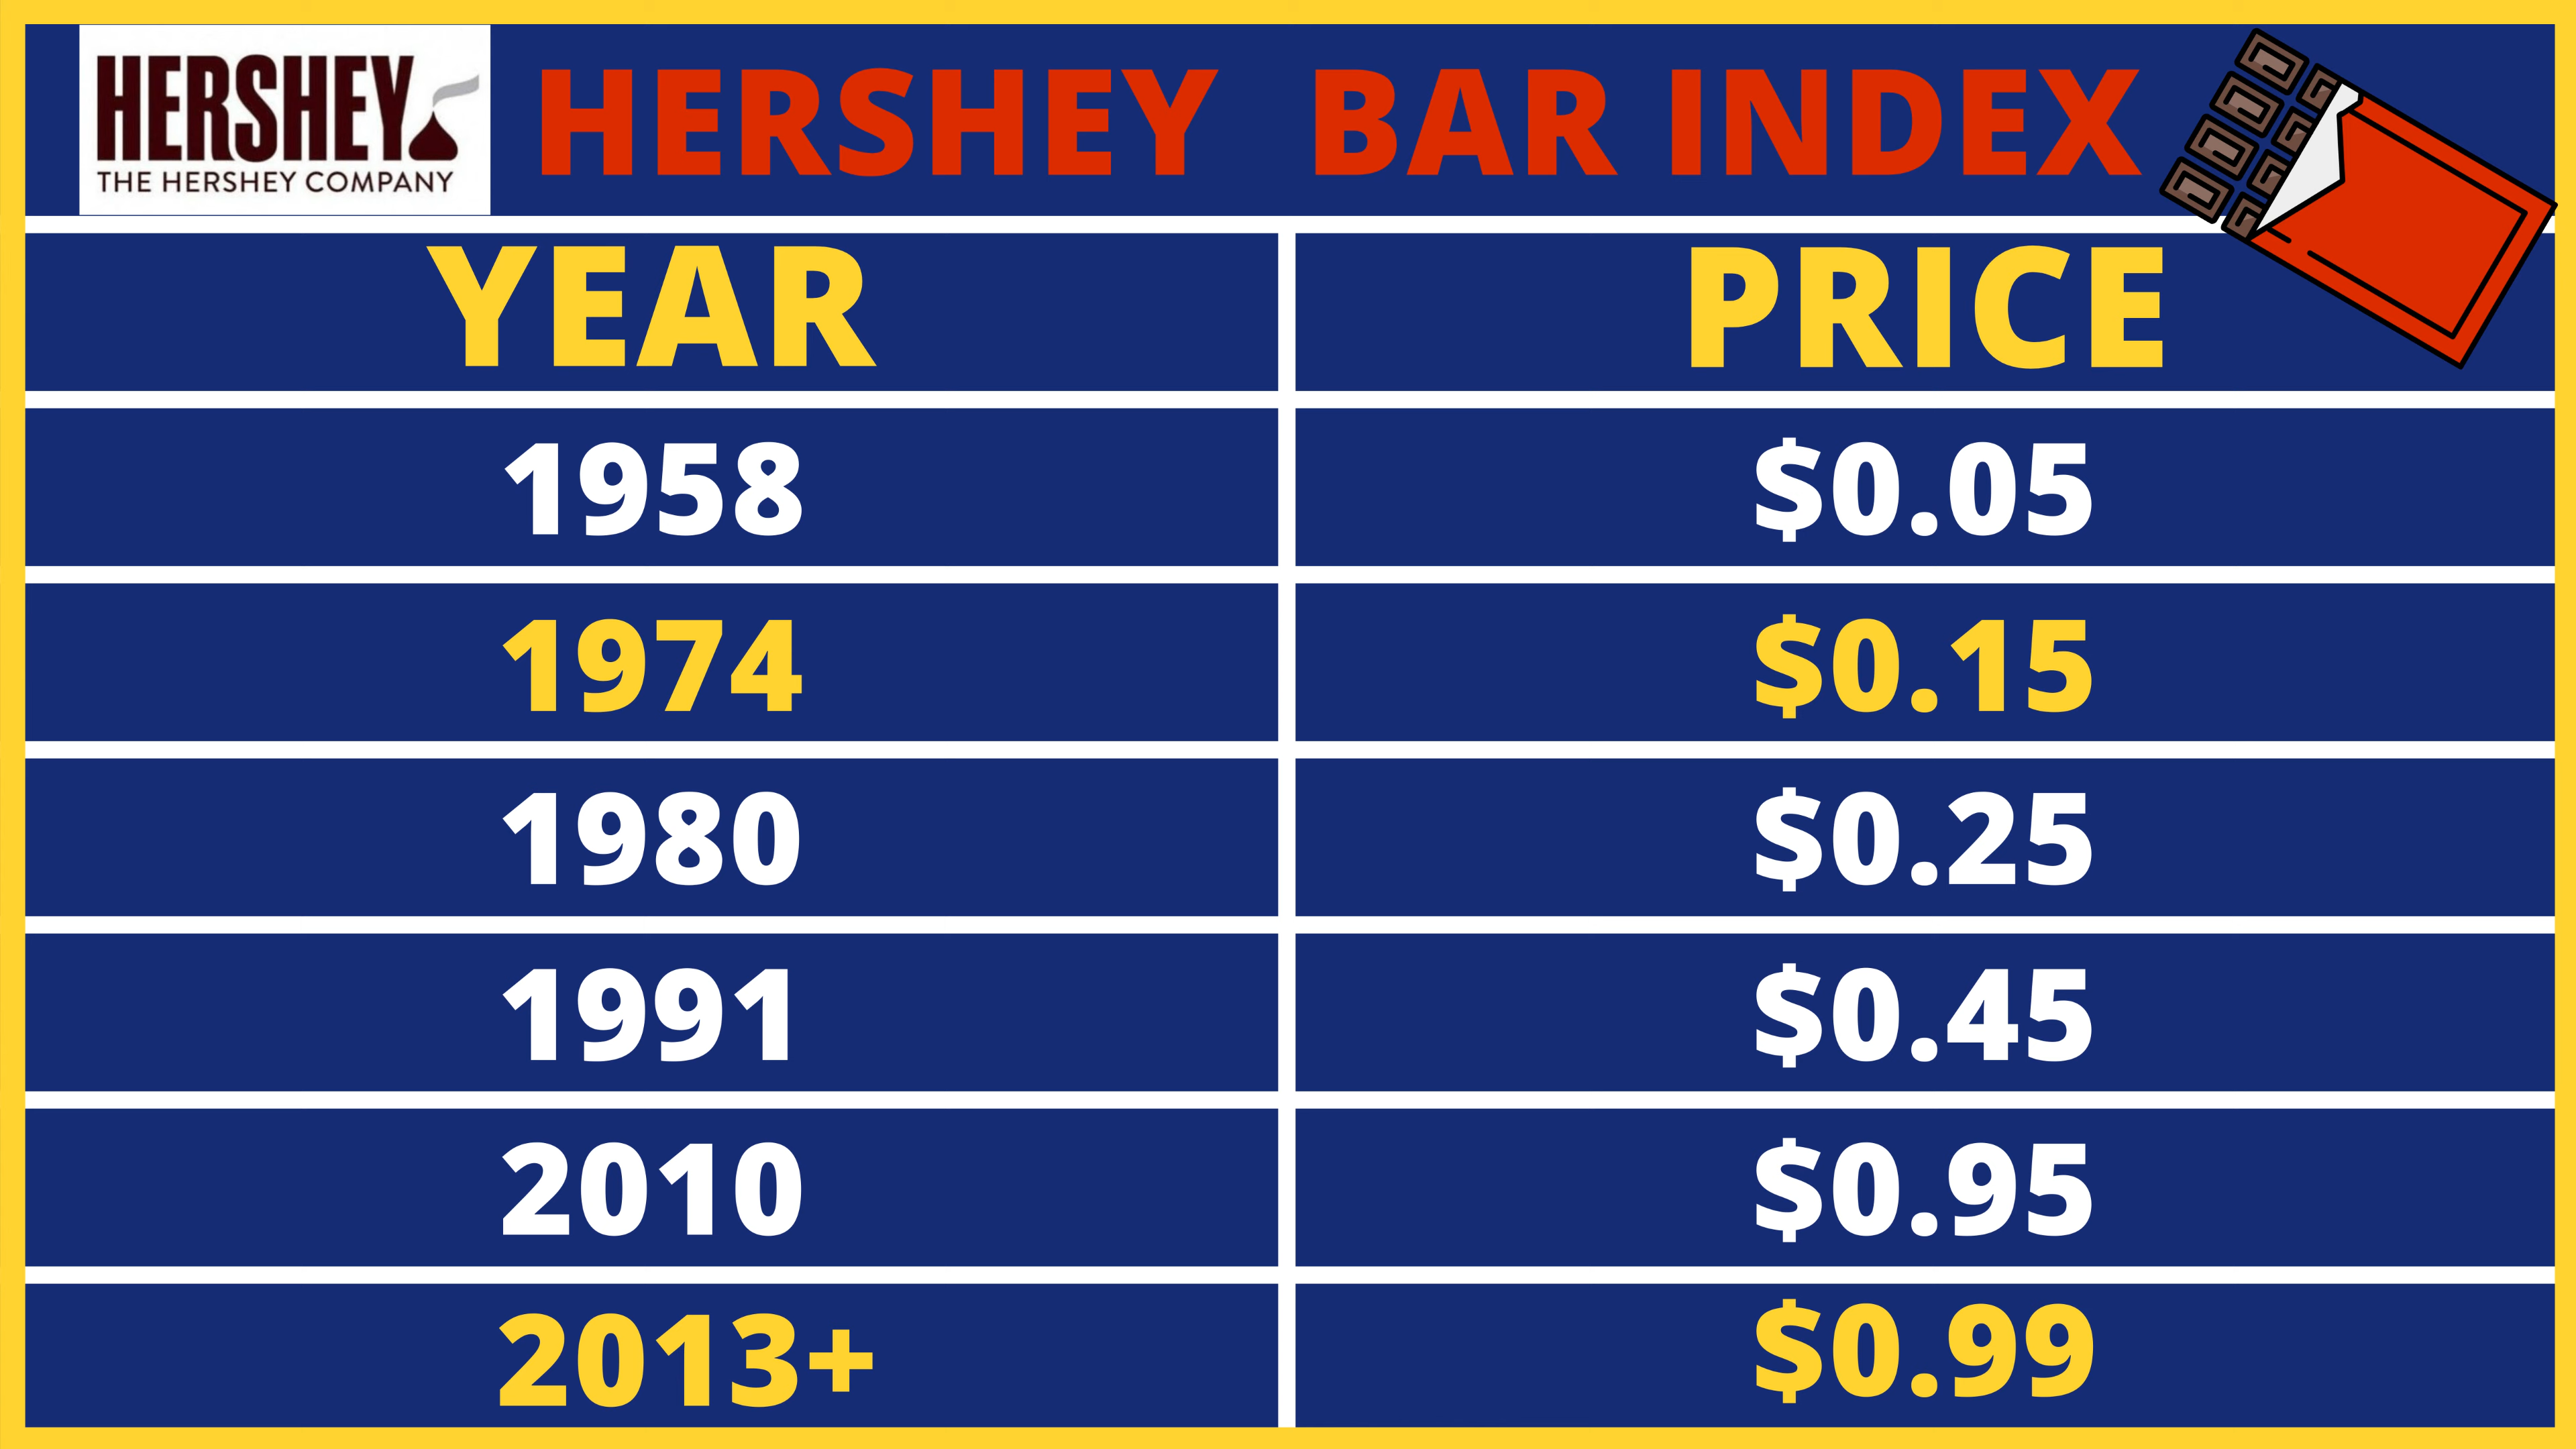 HERSHEY
THE HERSHEY COMPANY
HERSHEY BAR INDEX
YEAR PRICE
1958 $0.05
1974 $0.15
1980 $0.25
1991 $0.45
2010 $0.95
2013+ $0.99